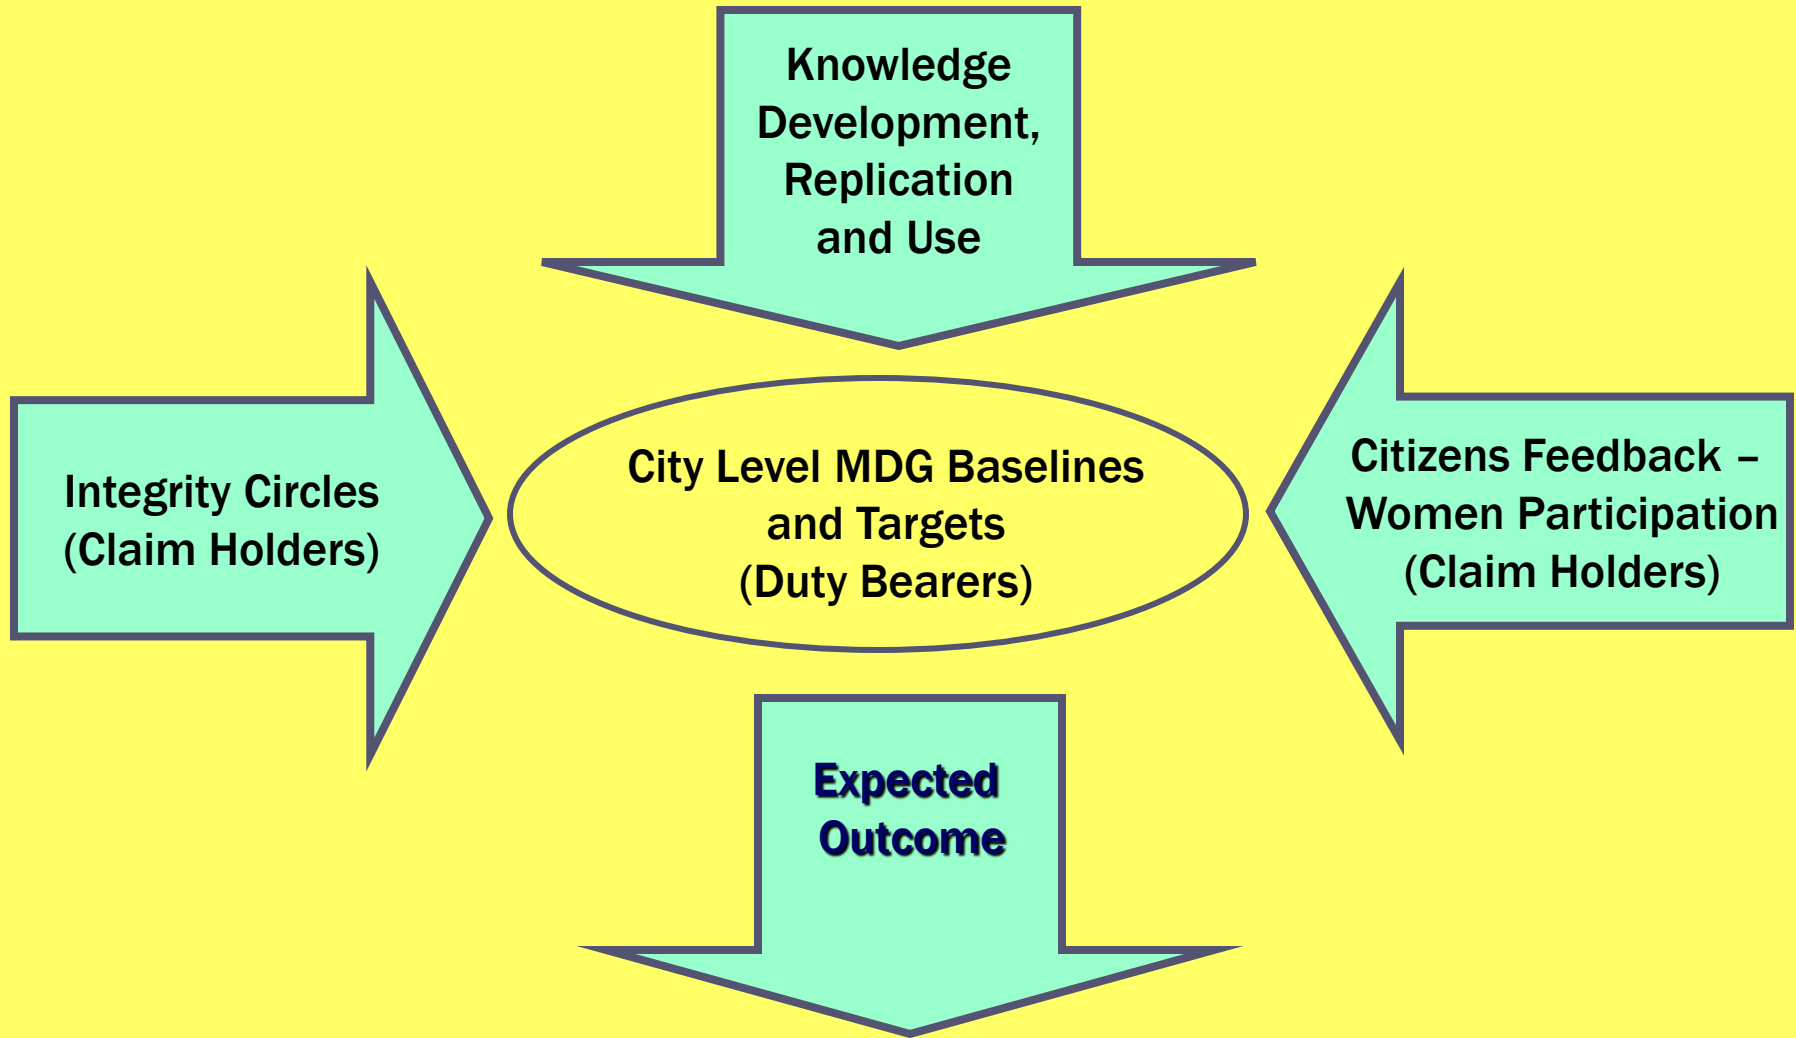 Knowledge
Development,
Replication
and Use
Integrity Circles
(Claim Holders)
City Level MDG Baselines
and Targets
(Duty Bearers)
Citizens Feedback –
Women Participation
(Claim Holders)
Expected
Outcome